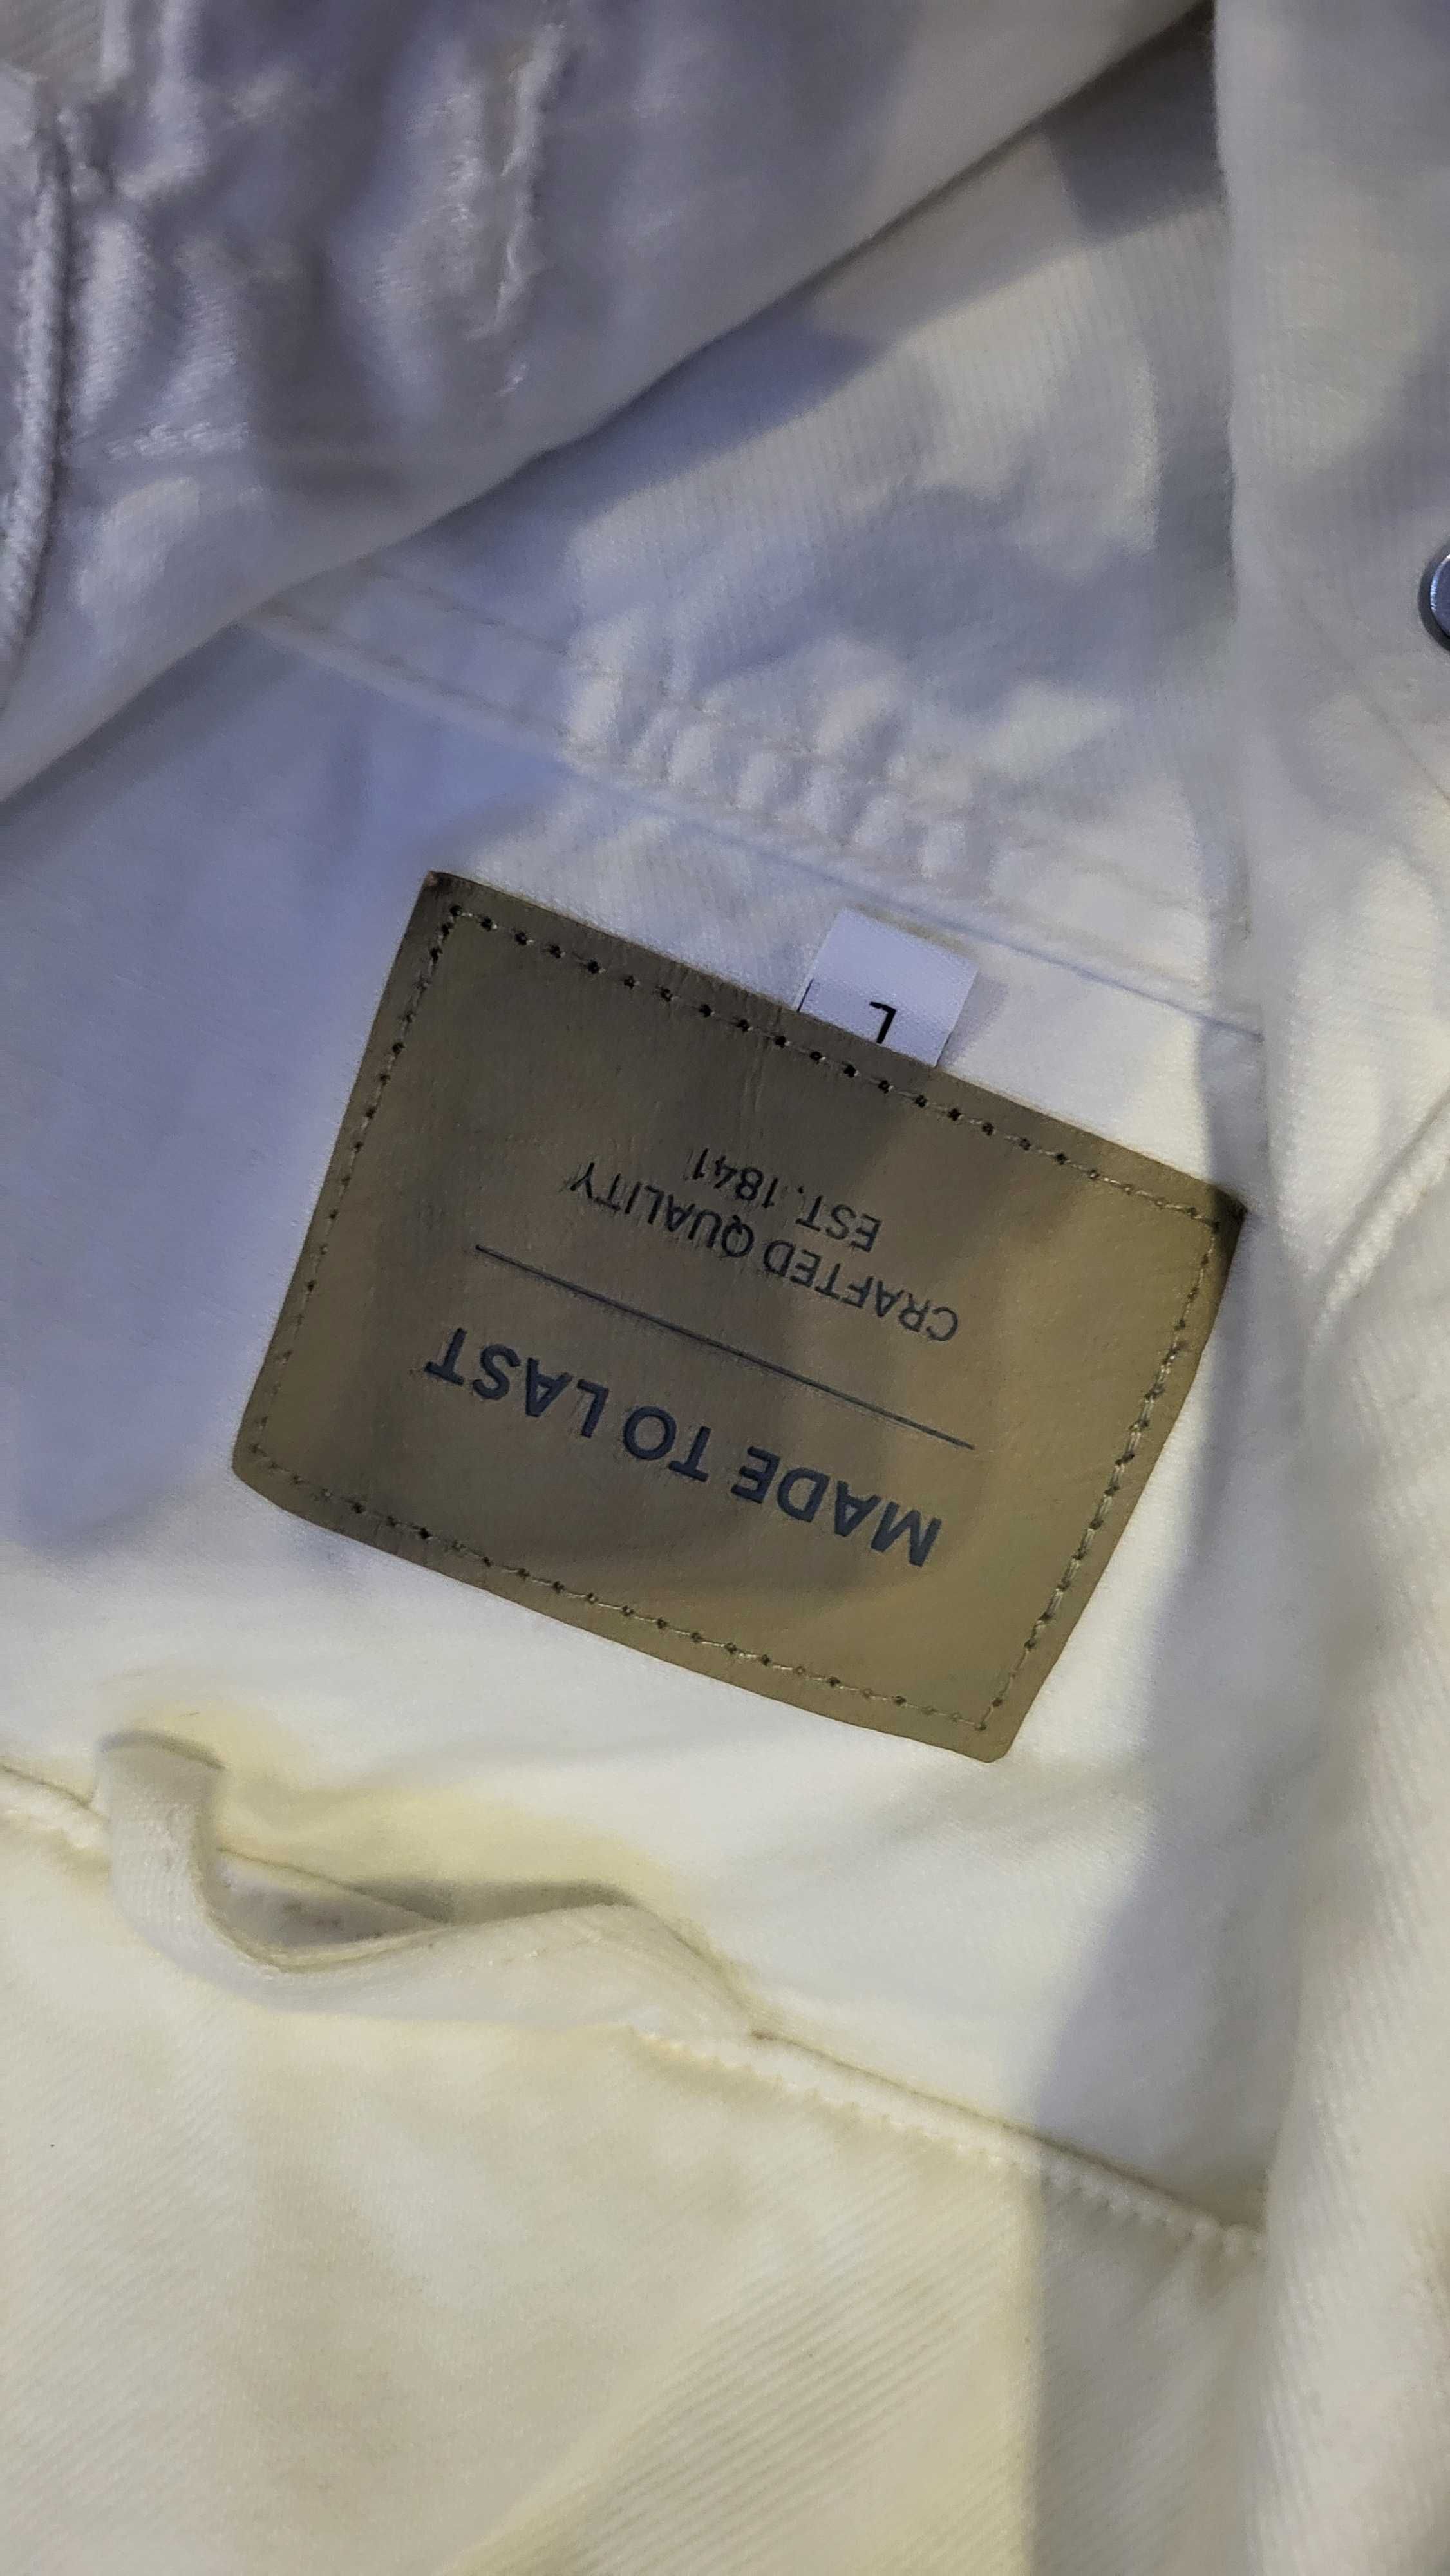 MADE TO LAST
CRAFTED QUALITY
EST. 1841
L